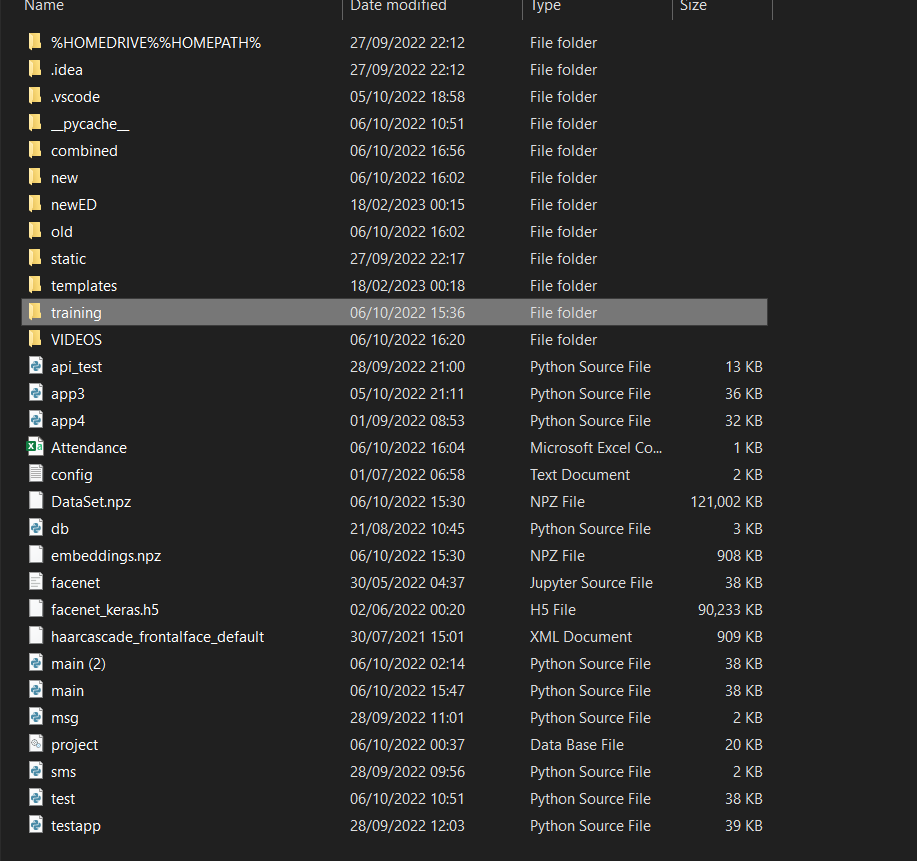 Name Date modified Type Size
%HOMEDRIVE%%HOMEPATH% 27/09/2022 22:12 File folder
.idea 27/09/2022 22:12 File folder
.vscode 05/10/2022 18:58 File folder
__pycache__ 06/10/2022 10:51 File folder
combined 06/10/2022 16:56 File folder
new 06/10/2022 16:02 File folder
newED 18/02/2023 00:15 File folder
old 06/10/2022 16:02 File folder
static 27/09/2022 22:17 File folder
templates 18/02/2023 00:18 File folder
training 06/10/2022 15:36 File folder
VIDEOS 06/10/2022 16:20 File folder
api_test 28/09/2022 21:00 Python Source File 13 KB
app3 05/10/2022 21:11 Python Source File 36 KB
app4 01/09/2022 08:53 Python Source File 32 KB
Attendance 06/10/2022 16:04 Microsoft Excel Co... 1 KB
config 01/07/2022 06:58 Text Document 2 KB
DataSet.npz 06/10/2022 15:30 NPZ File 121,002 KB
db 21/08/2022 10:45 Python Source File 3 KB
embeddings.npz 06/10/2022 15:30 NPZ File 908 KB
facenet 30/05/2022 04:37 Jupyter Source File 38 KB
facenet_keras.h5 02/06/2022 00:20 H5 File 90,233 KB
haarcascade_frontalface_default 30/07/2021 15:01 XML Document 909 KB
main (2) 06/10/2022 02:14 Python Source File 38 KB
main 06/10/2022 15:47 Python Source File 38 KB
msg 28/09/2022 11:01 Python Source File 2 KB
project 06/10/2022 00:37 Data Base File 20 KB
sms 28/09/2022 09:56 Python Source File 2 KB
test 06/10/2022 10:51 Python Source File 38 KB
testapp 28/09/2022 12:03 Python Source File 39 KB